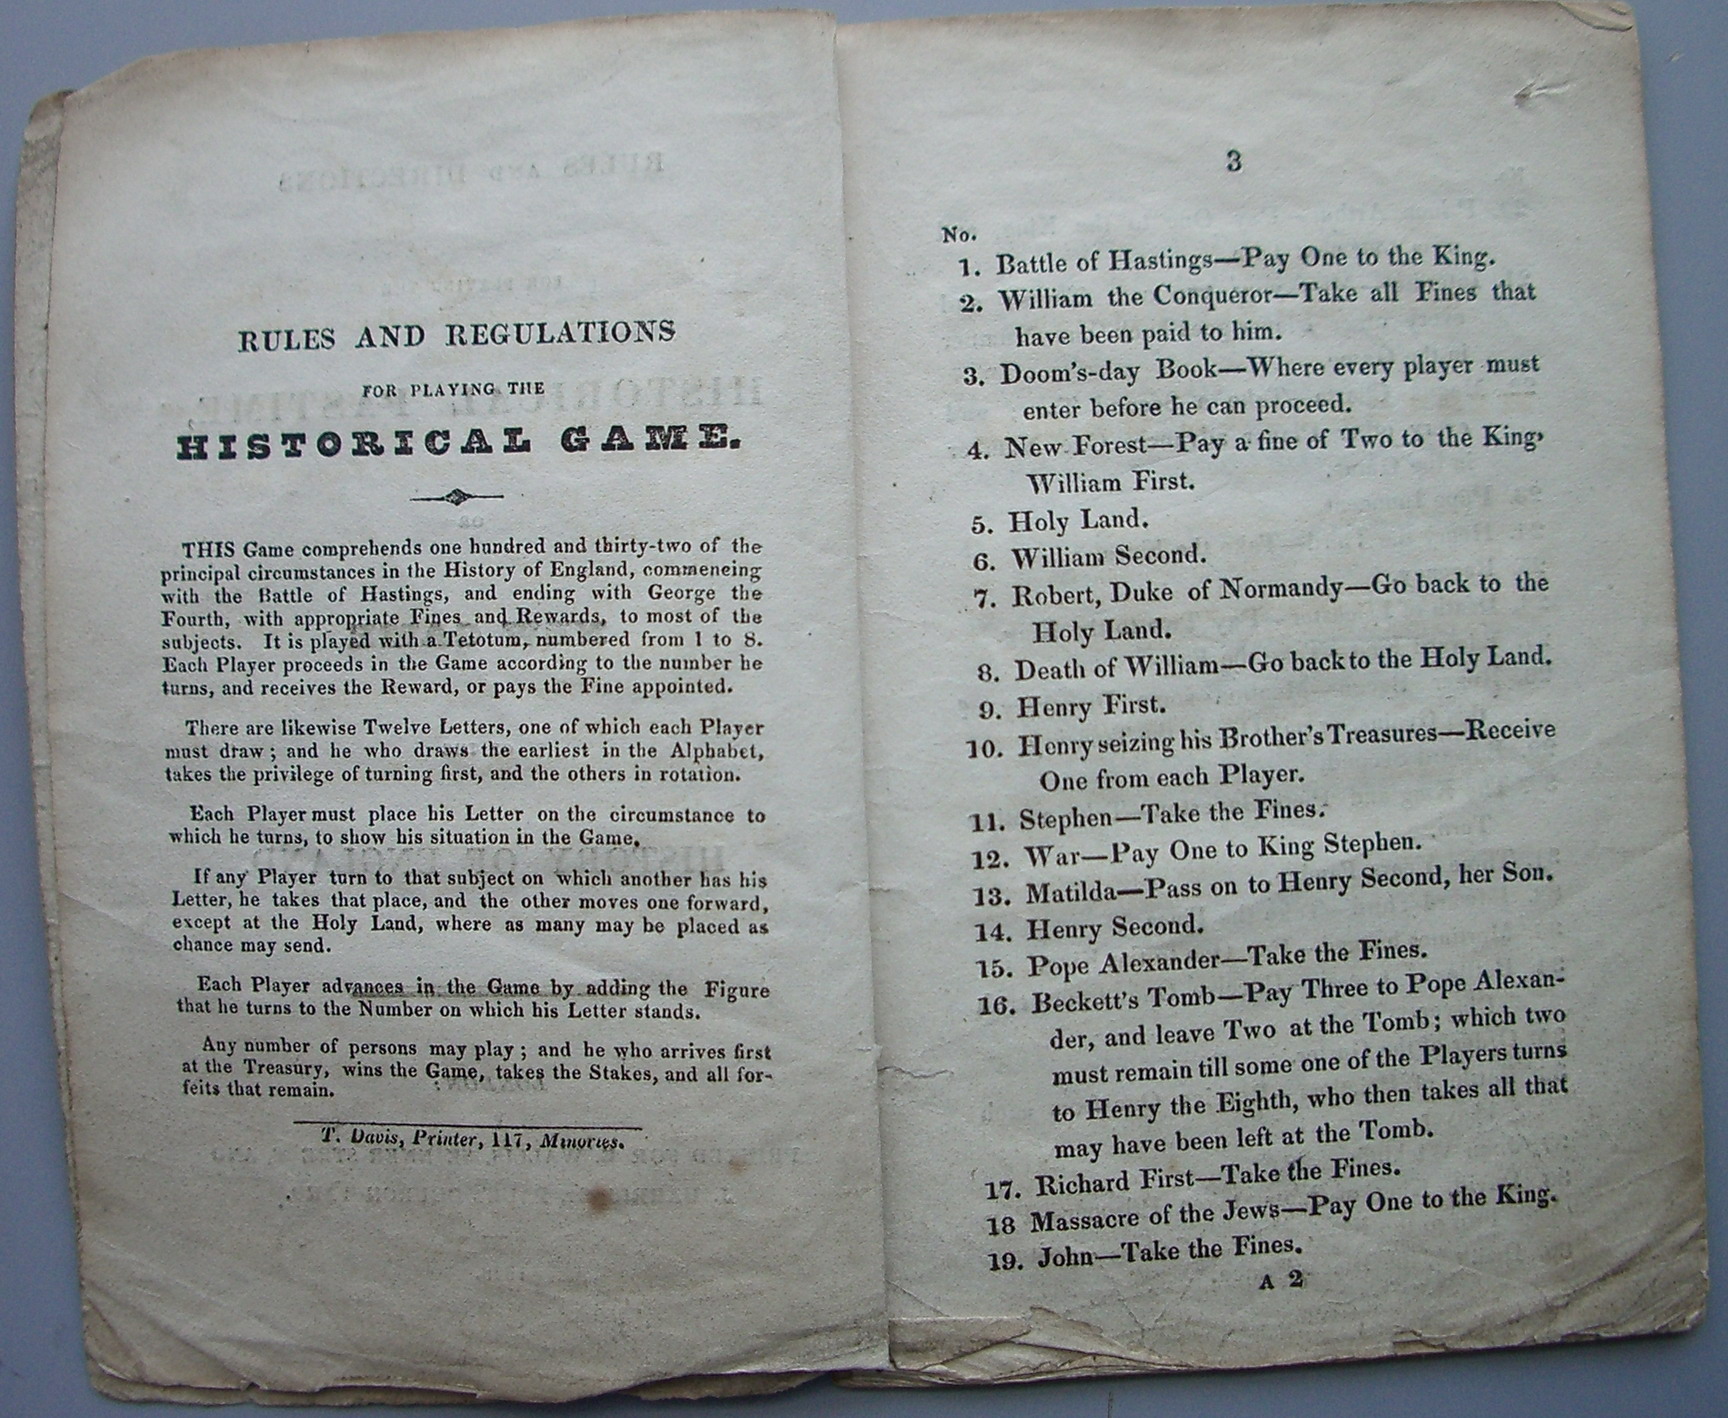 RULES AND REGULATIONS
FOR PLAYING THE
HISTORICAL GAME.
THIS Game comprehends one hundred and thirty-two of the
principal circumstances in the History of England, commencing
with the Battle of Hastings, and ending with George the
Fourth, with appropriate Fines and Rewards, to most of the
subjects. It is played with a Tetotum, numbered from 1 to 8.
Each Player proceeds in the Game according to the number he
turns, and receives the Reward, or pays the Fine appointed.
There are likewise Twelve Letters, one of which each Player
must draw; and he who draws the earliest in the Alphabet,
takes the privilege of turning first, and the others in rotation.
Each Player must place his Letter on the circumstance to
which he turns, to show his situation in the Game.
If any Player turn to that subject on which another has his
Letter, he takes that place, and the other moves one forward,
except at the Holy Land, where as many may be placed as
chance may send.
Each Player advances in the Game by adding the Figure
that he turns to the Number on which his Letter stands.
Any number of persons may play; and he who arrives first
at the Treasury, wins the Game, takes the Stakes, and all for-
feits that remain.
T. Davis, Printer, 117, Minories.
3
No.
1. Battle of Hastings—Pay One to the King.
2. William the Conqueror—Take all Fines that
have been paid to him.
3. Doom's-day Book—Where every player must
enter before he can proceed.
4. New Forest—Pay a fine of Two to the King,
William First.
5. Holy Land.
6. William Second.
7. Robert, Duke of Normandy—Go back to the
Holy Land.
8. Death of William—Go back to the Holy Land.
9. Henry First.
10. Henry seizing his Brother's Treasures—Receive
One from each Player.
11. Stephen—Take the Fines.
12. War—Pay One to King Stephen.
13. Matilda—Pass on to Henry Second, her Son.
14. Henry Second.
15. Pope Alexander—Take the Fines.
16. Beckett's Tomb—Pay Three to Pope Alexan-
der, and leave Two at the Tomb; which two
must remain till some one of the Players turns
to Henry the Eighth, who then takes all that
may have been left at the Tomb.
17. Richard First—Take the Fines.
18 Massacre of the Jews—Pay One to the King.
19. John—Take the Fines.
A 2